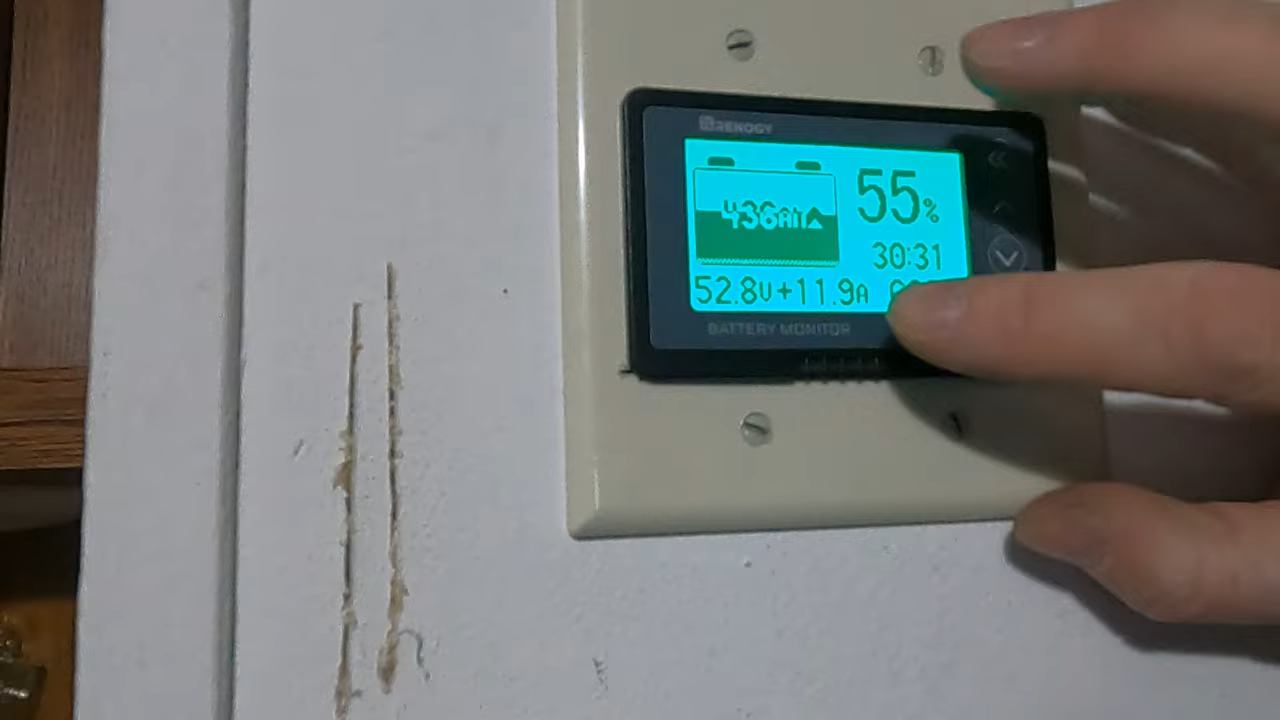 RENOGY
436Ah
55%
30:31
52.8V+11.9A
BATTERY MONITOR